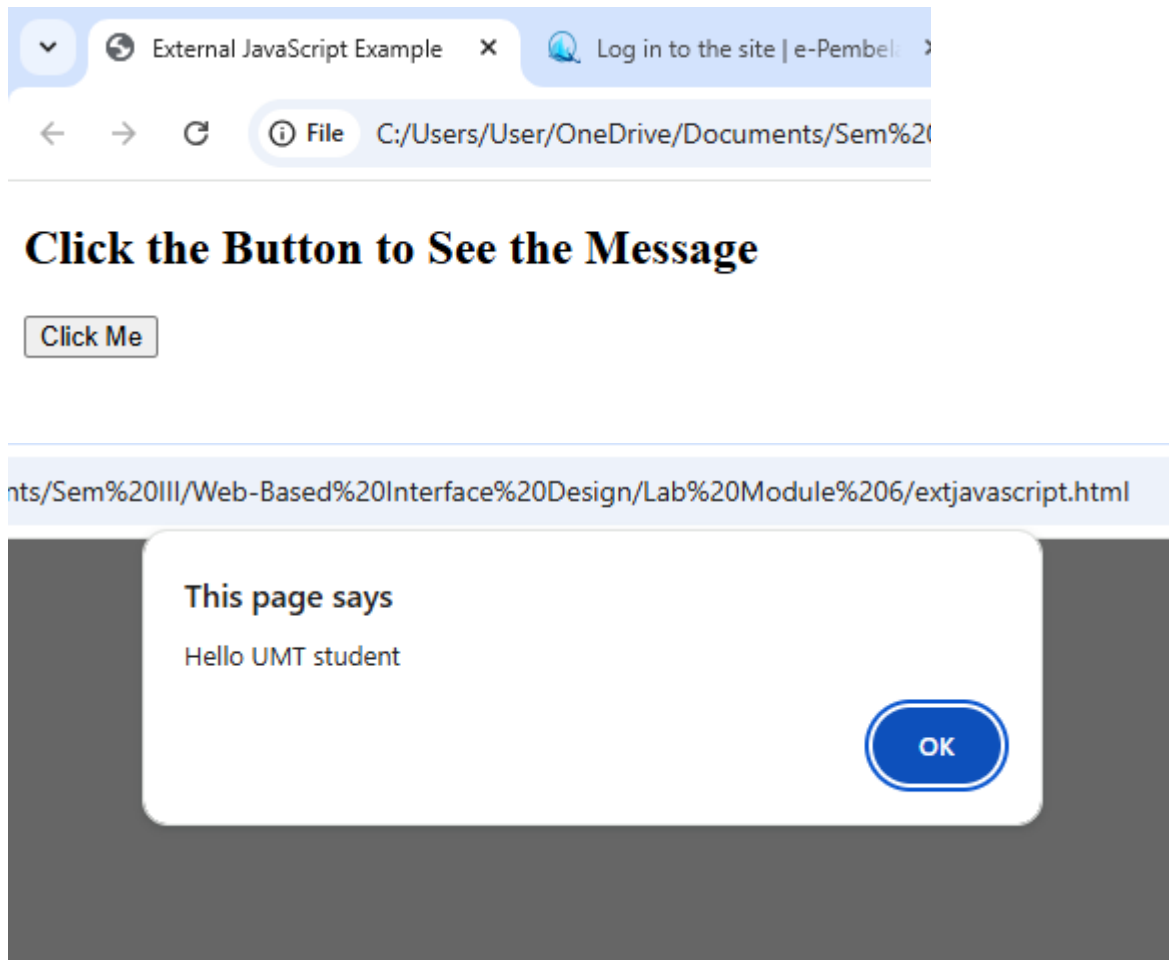 External JavaScript Example
Log in to the site | e-Pembela
File C:/Users/User/OneDrive/Documents/Sem%20
Click the Button to See the Message
Click Me
nts/Sem%20III/Web-Based%20Interface%20Design/Lab%20Module%206/extjavascript.html
This page says
Hello UMT student
OK